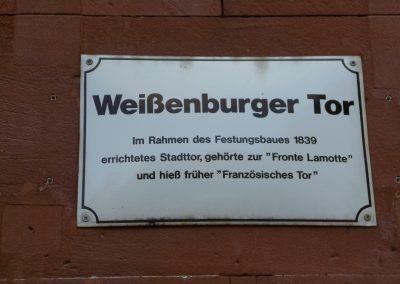 Weißenburger Tor
Im Rahmen des Festungsbaues 1839
errichtetes Stadttor, gehörte zur "Fronte Lamotte"
und hieß früher "Französisches Tor"